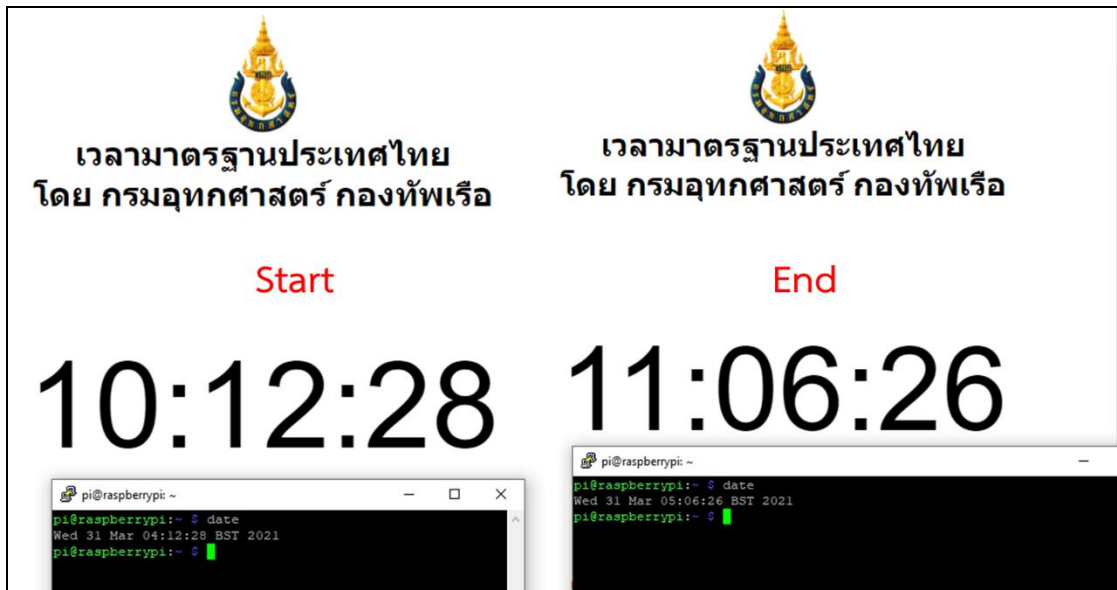 เวลามาตรฐานประเทศไทย
โดย กรมอุทกศาสตร์ กองทัพเรือ
Start
10:12:28
pi@raspberrypi: ~
pi@raspberrypi:~ $ date
Wed 31 Mar 04:12:28 BST 2021
pi@raspberrypi:~ $
เวลามาตรฐานประเทศไทย
โดย กรมอุทกศาสตร์ กองทัพเรือ
End
11:06:26
pi@raspberrypi: ~
pi@raspberrypi:~ $ date
Wed 31 Mar 05:06:26 BST 2021
pi@raspberrypi:~ $